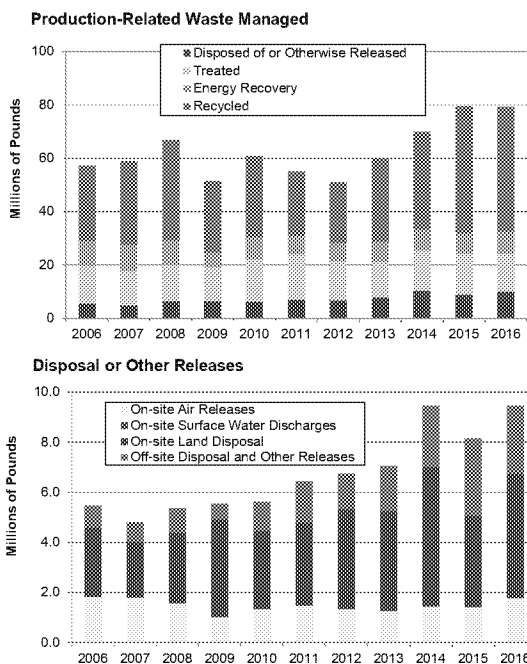 Production-Related Waste Managed
Millions of Pounds
100
80
60
40
20
0
Disposed of or Otherwise Released
Treated
Energy Recovery
Recycled
2006 2007 2008 2009 2010 2011 2012 2013 2014 2015 2016
Disposal or Other Releases
Millions of Pounds
10.0
8.0
6.0
4.0
2.0
0.0
On-site Air Releases
On-site Surface Water Discharges
On-site Land Disposal
Off-site Disposal and Other Releases
2006 2007 2008 2009 2010 2011 2012 2013 2014 2015 2016